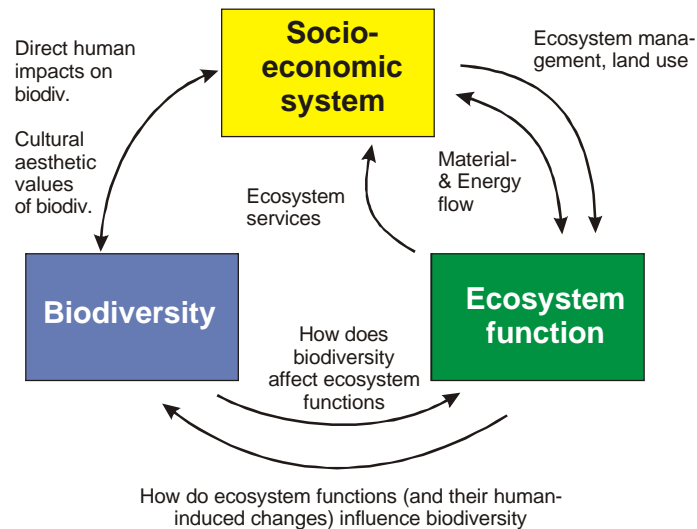 Socio-
economic
system
Direct human
impacts on
biodiv.
Cultural
aesthetic
values
of biodiv.
Ecosystem mana-
gement, land use
Material-
& Energy
flow
Ecosystem
services
Biodiversity
Ecosystem
function
How does
biodiversity
affect ecosystem
functions
How do ecosystem functions (and their human-
induced changes) influence biodiversity